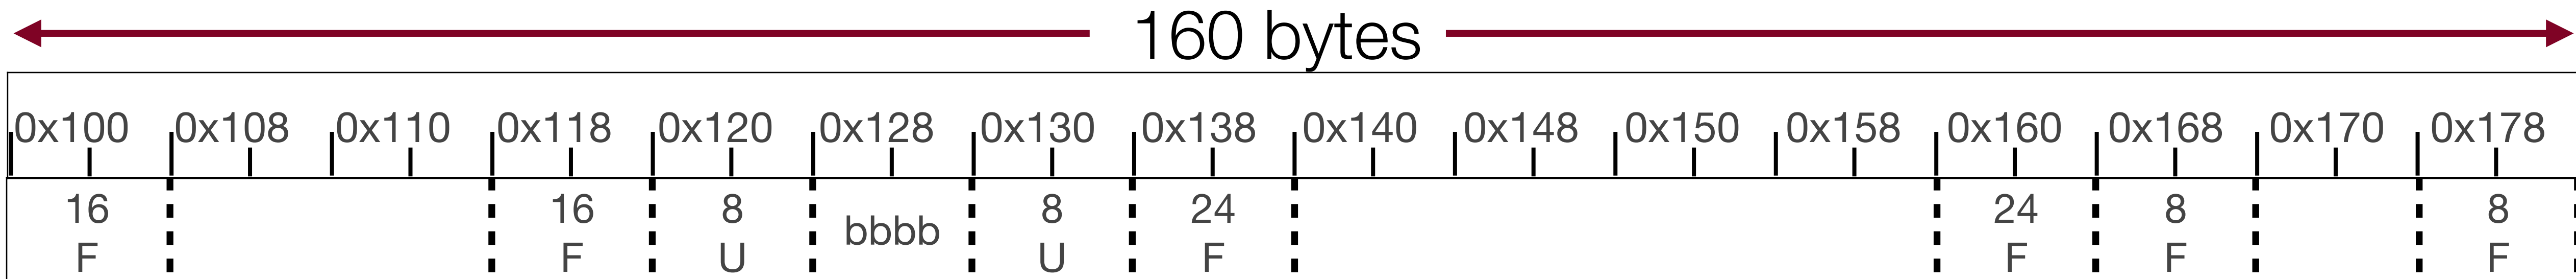 160 bytes
0x100 0x108 0x110 0x118 0x120 0x128 0x130 0x138 0x140 0x148 0x150 0x158 0x160 0x168 0x170 0x178
16 16 8 8 24 24 8 8
bbbb
F F U U F F F F